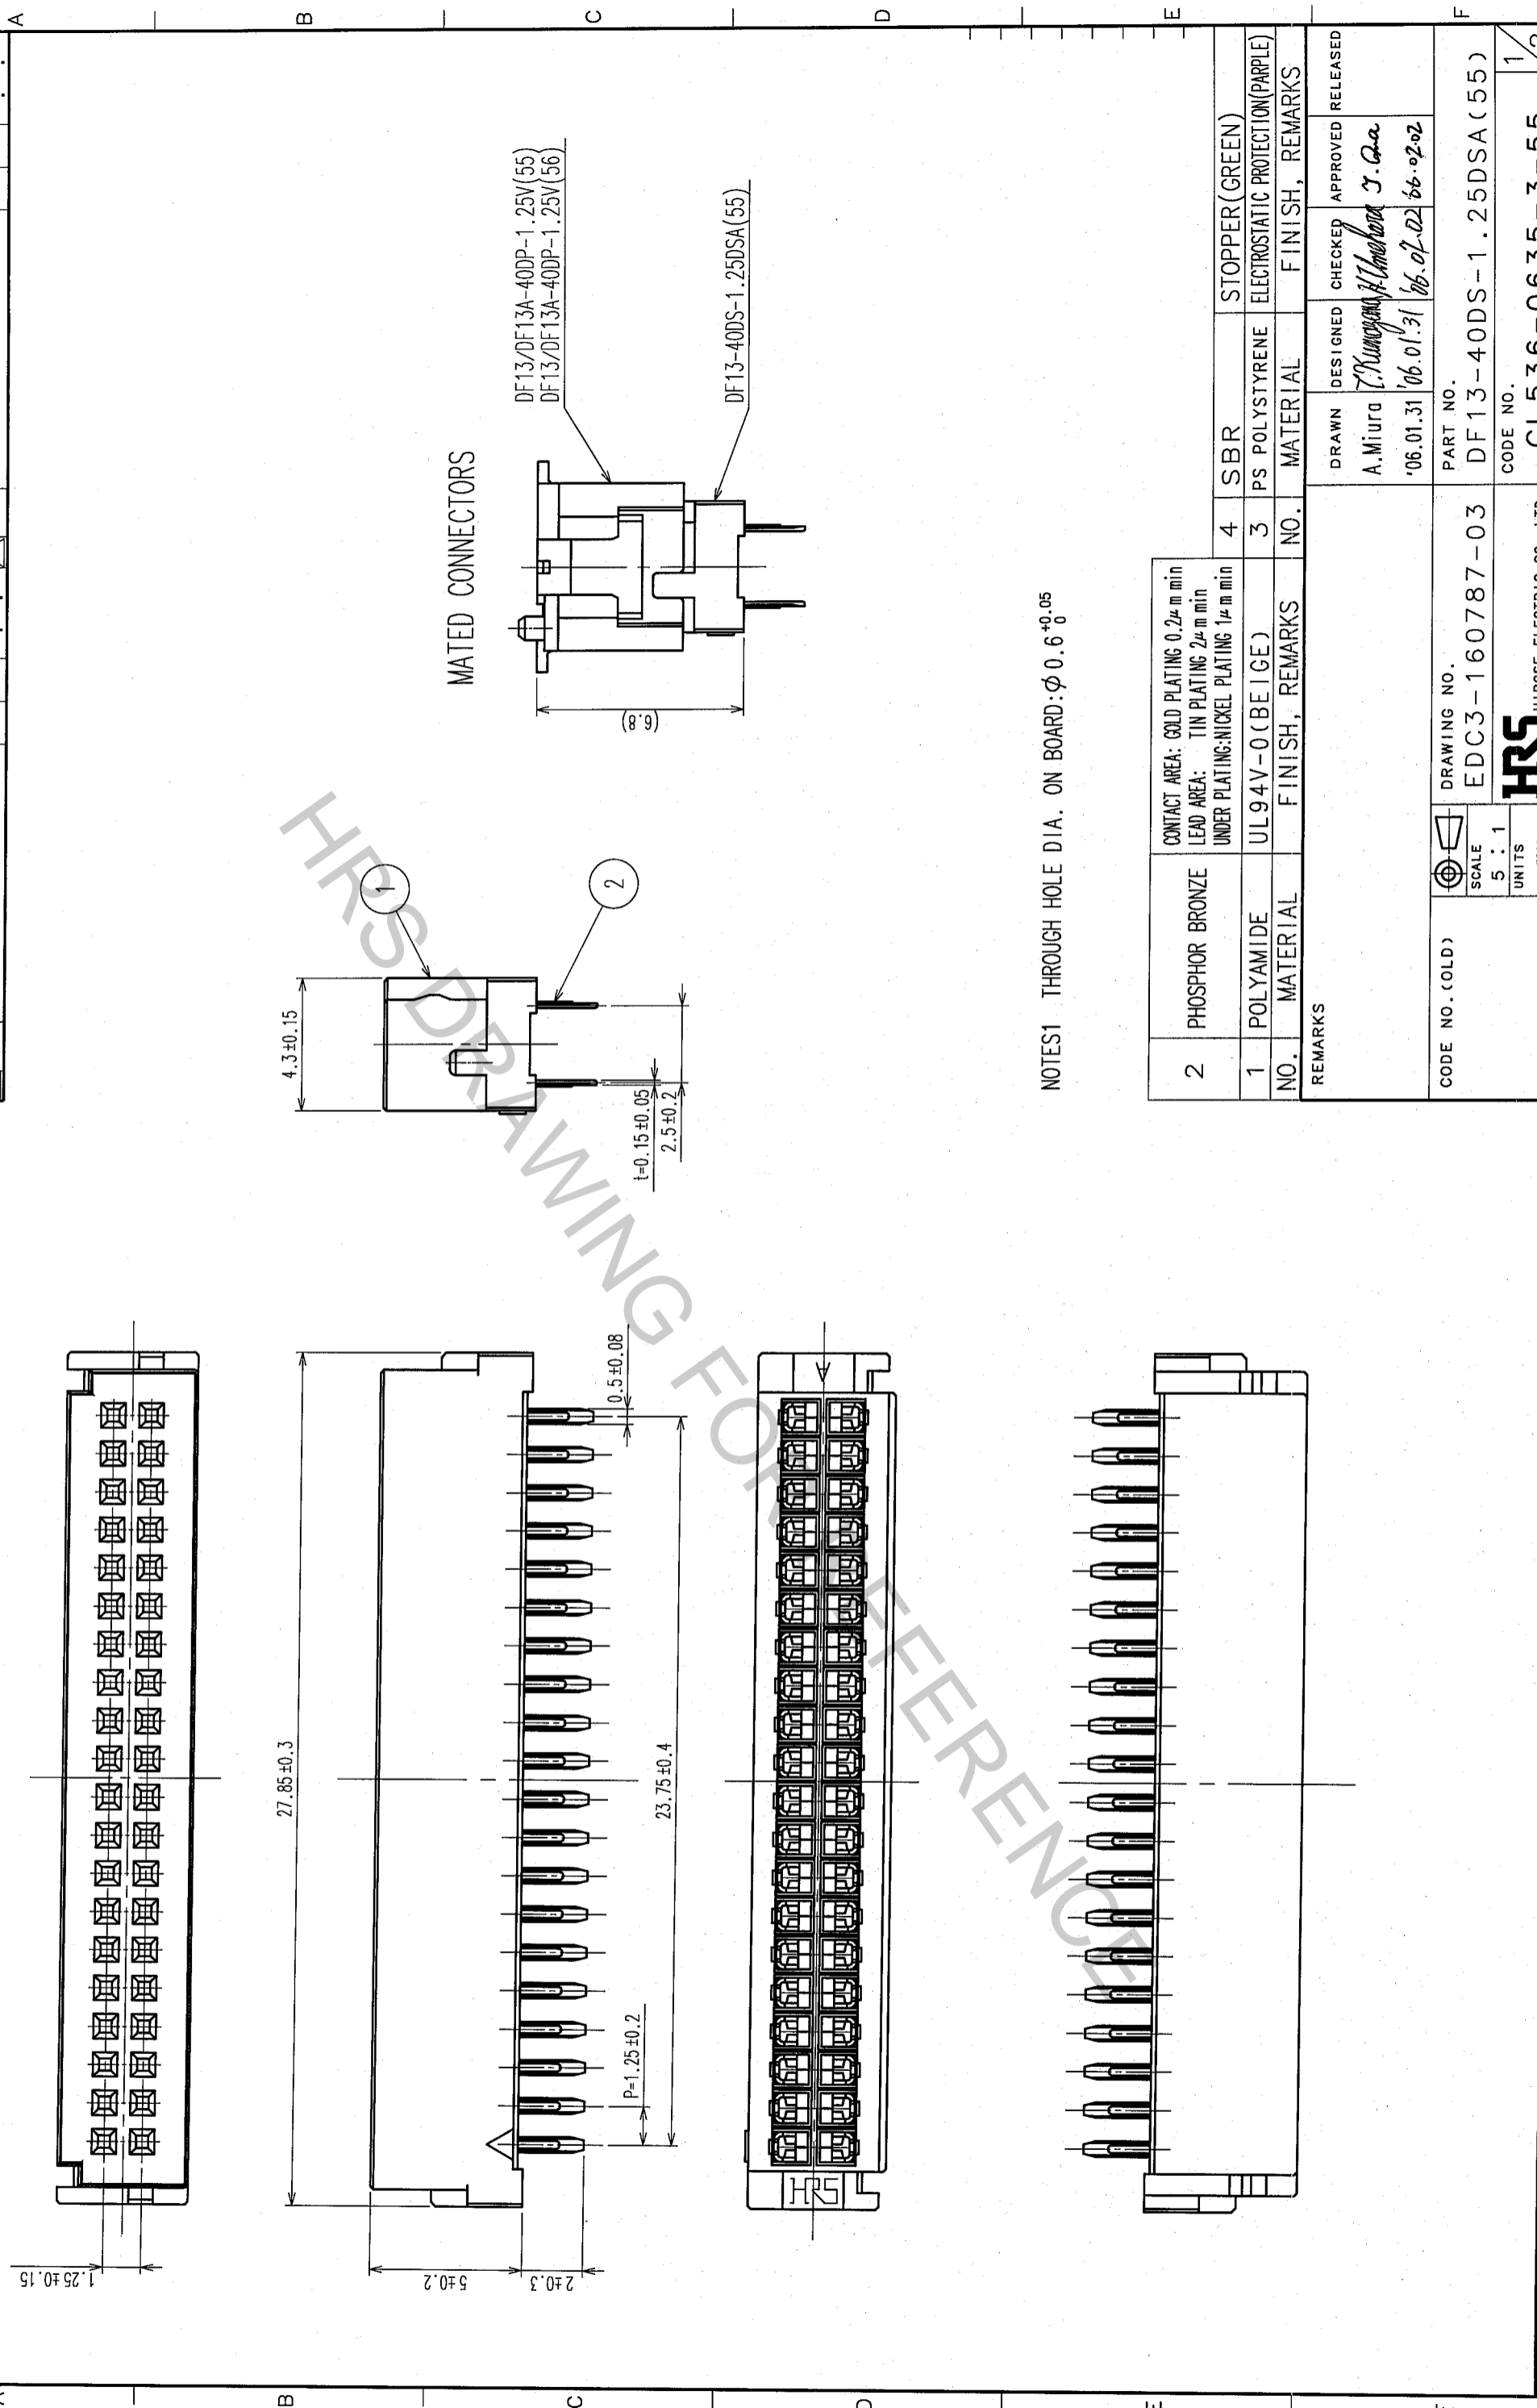 1.25±0.15
27.85±0.3
5±0.2
2±0.3
P=1.25±0.2
23.75±0.4
0.5±0.08
HRS
4.3±0.15
1
2
t=0.15±0.05
2.5±0.2
MATED CONNECTORS
DF13/DF13A-40DP-1.25V(55)
DF13/DF13A-40DP-1.25V(56)
DF13-40DS-1.25DSA(55)
(6.8)
NOTES1 THROUGH HOLE DIA. ON BOARD:φ0.6 +0.05 0
2 PHOSPHOR BRONZE CONTACT AREA: GOLD PLATING 0.2μm min
LEAD AREA: TIN PLATING 2μm min
UNDER PLATING:NICKEL PLATING 1μm min
4 SBR STOPPER(GREEN)
1 POLYAMIDE UL94V-0(BEIGE) 3 PS POLYSTYRENE ELECTROSTATIC PROTECTION(PARPLE)
NO. MATERIAL FINISH, REMARKS NO. MATERIAL FINISH, REMARKS
REMARKS
DRAWN DESIGNED CHECKED APPROVED RELEASED
A.Miura
'06.01.31 '06.01.31 '06.02.02 '06.02.02
CODE NO.(OLD)
SCALE
5 : 1
UNITS
DRAWING NO.
EDC3-160787-03
PART NO.
DF13-40DS-1.25DSA(55)
HRS
CODE NO.
1/2
A
B
C
D
E
F
B
C
D
E
HRS DRAWING FOR REFERENCE